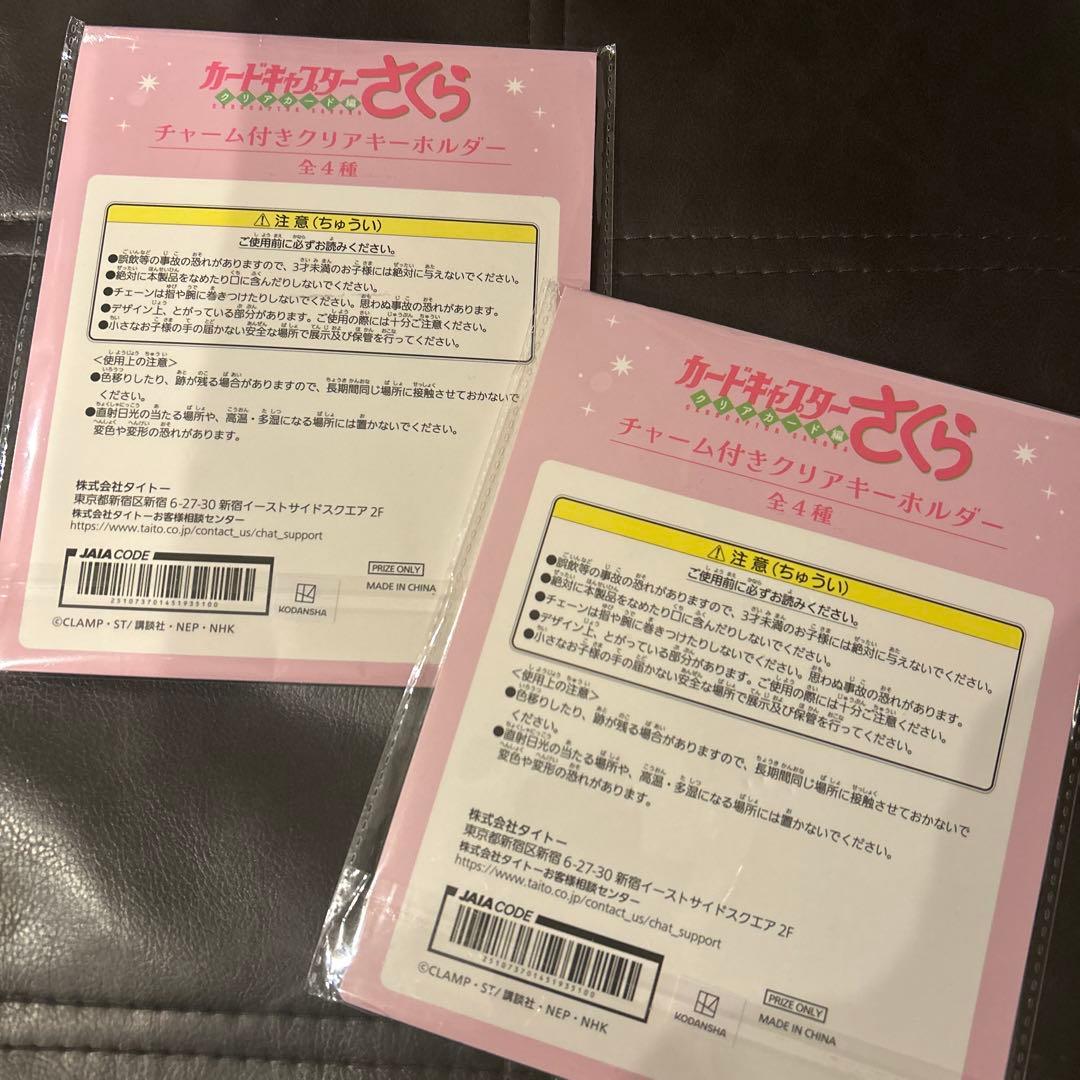 カードキャプターさくら
クリアカード編
CARDCAPTOR SAKURA
チャーム付きクリアキーホルダー
全4種
⚠注意(ちゅうい)
ご使用前に必ずお読みください。
●誤飲等の事故の恐れがありますので、3才未満のお子様には絶対に与えないでください。
●絶対に本製品をなめたり口に含んだりしないでください。
●チェーンは指や腕に巻きつけたりしないでください。思わぬ事故の恐れがあります。
●デザイン上、とがっている部分があります。ご使用の際には十分ご注意ください。
●小さなお子様の手の届かない安全な場所で展示及び保管を行ってください。
<使用上の注意>
●色移りしたり、跡が残る場合がありますので、長期間同じ場所に接触させておかないで
ください。
●直射日光の当たる場所や、高温・多湿になる場所には置かないでください。
変色や変形の恐れがあります。
株式会社タイトー
東京都新宿区新宿 6-27-30 新宿イーストサイドスクエア 2F
株式会社タイトーお客様相談センター
https://www.taito.co.jp/contact_us/chat_support
JAIA CODE
251073701451935100
KODANSHA
PRIZE ONLY
MADE IN CHINA
©CLAMP・ST/講談社・NEP・NHK
カードキャプターさくら
クリアカード編
CARDCAPTOR SAKURA
チャーム付きクリアキーホルダー
全4種
⚠注意(ちゅうい)
ご使用前に必ずお読みください。
●誤飲等の事故の恐れがありますので、3才未満のお子様には絶対に与えないでください。
●絶対に本製品をなめたり口に含んだりしないでください。
●チェーンは指や腕に巻きつけたりしないでください。思わぬ事故の恐れがあります。
●デザイン上、とがっている部分があります。ご使用の際には十分ご注意ください。
●小さなお子様の手の届かない安全な場所で展示及び保管を行ってください。
<使用上の注意>
●色移りしたり、跡が残る場合がありますので、長期間同じ場所に接触させておかないで
ください。
●直射日光の当たる場所や、高温・多湿になる場所には置かないでください。
変色や変形の恐れがあります。
株式会社タイトー
東京都新宿区新宿 6-27-30 新宿イーストサイドスクエア 2F
株式会社タイトーお客様相談センター
https://www.taito.co.jp/contact_us/chat_support
JAIA CODE
251073701451935100
KODANSHA
PRIZE ONLY
MADE IN CHINA
©CLAMP・ST/講談社・NEP・NHK